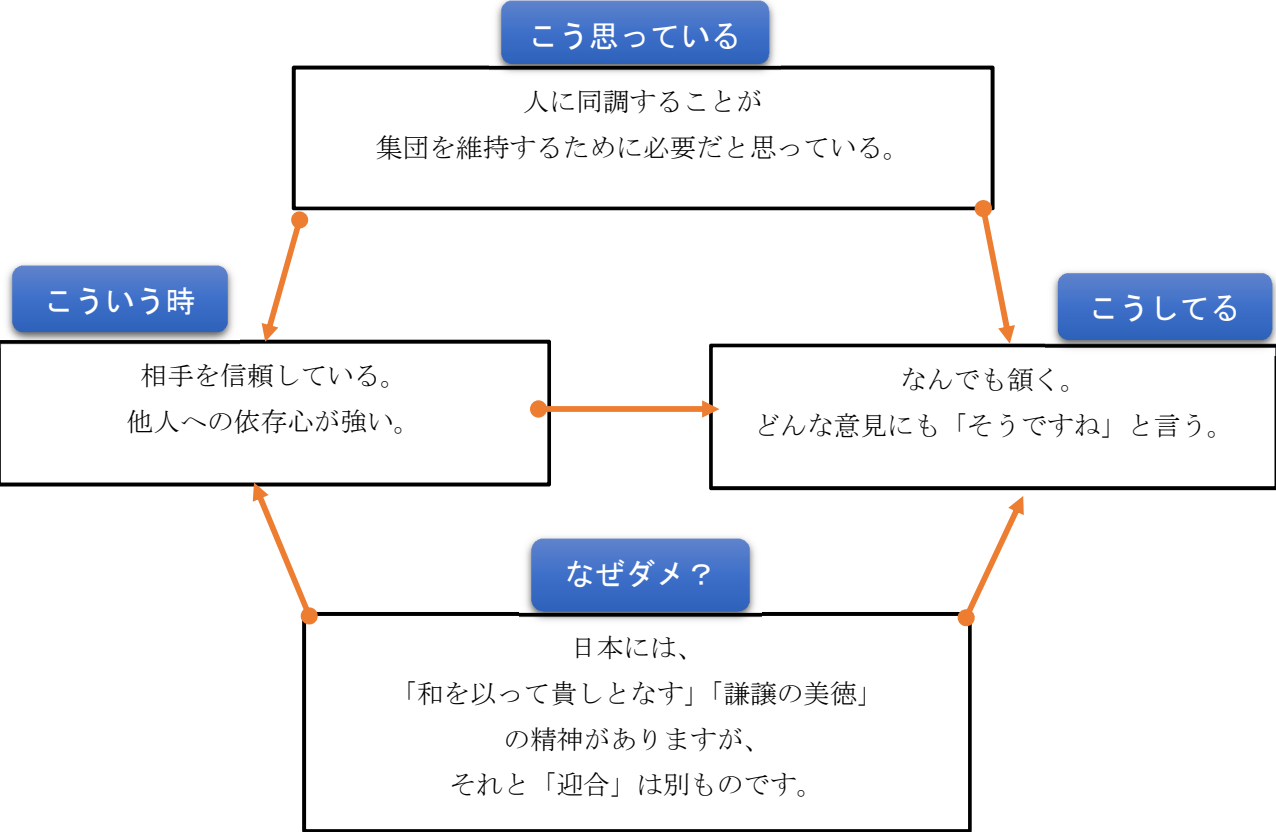 こう思っている
人に同調することが
集団を維持するために必要だと思っている。
こういう時
相手を信頼している。
他人への依存心が強い。
こうしてる
なんでも頷く。
どんな意見にも「そうですね」と言う。
なぜダメ？
日本には、
「和を以って貴しとなす」「謙譲の美徳」
の精神がありますが、
それと「迎合」は別ものです。